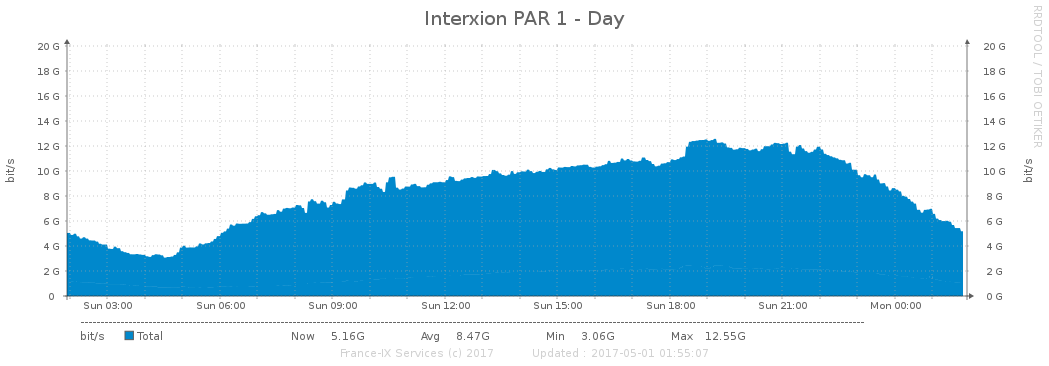 Interxion PAR 1 - Day
RRDTOOL / TOBI OETIKER
bit/s
20 G 20 G
18 G 18 G
16 G 16 G
14 G 14 G
12 G 12 G
10 G 10 G
8 G 8 G
6 G 6 G
4 G 4 G
2 G 2 G
0 0 G
bit/s
Sun 03:00 Sun 06:00 Sun 09:00 Sun 12:00 Sun 15:00 Sun 18:00 Sun 21:00 Mon 00:00
bit/s Total Now 5.16G Avg 8.47G Min 3.06G Max 12.55G
France-IX Services (c) 2017 Updated : 2017-05-01 01:55:07